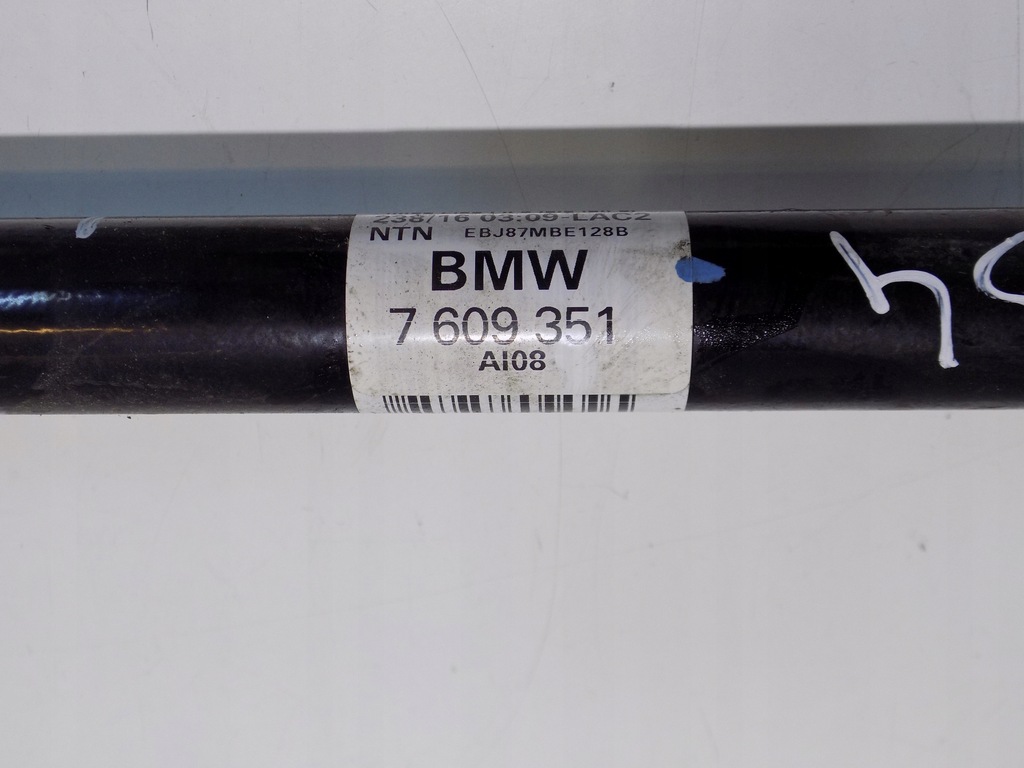 238/16 03:09-LAC2
NTN EBJ87MBE128B
BMW
7 609 351
AI08